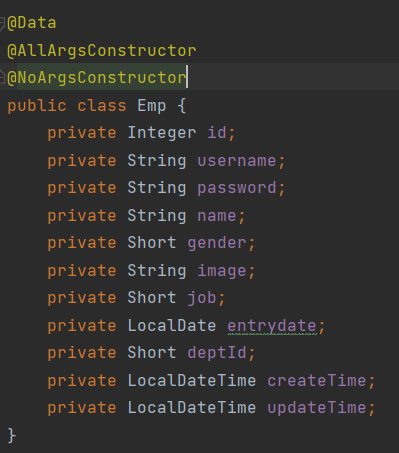 @Data
@AllArgsConstructor
@NoArgsConstructor
public class Emp {
    private Integer id;
    private String username;
    private String password;
    private String name;
    private Short gender;
    private String image;
    private Short job;
    private LocalDate entrydate;
    private Short deptId;
    private LocalDateTime createTime;
    private LocalDateTime updateTime;
}